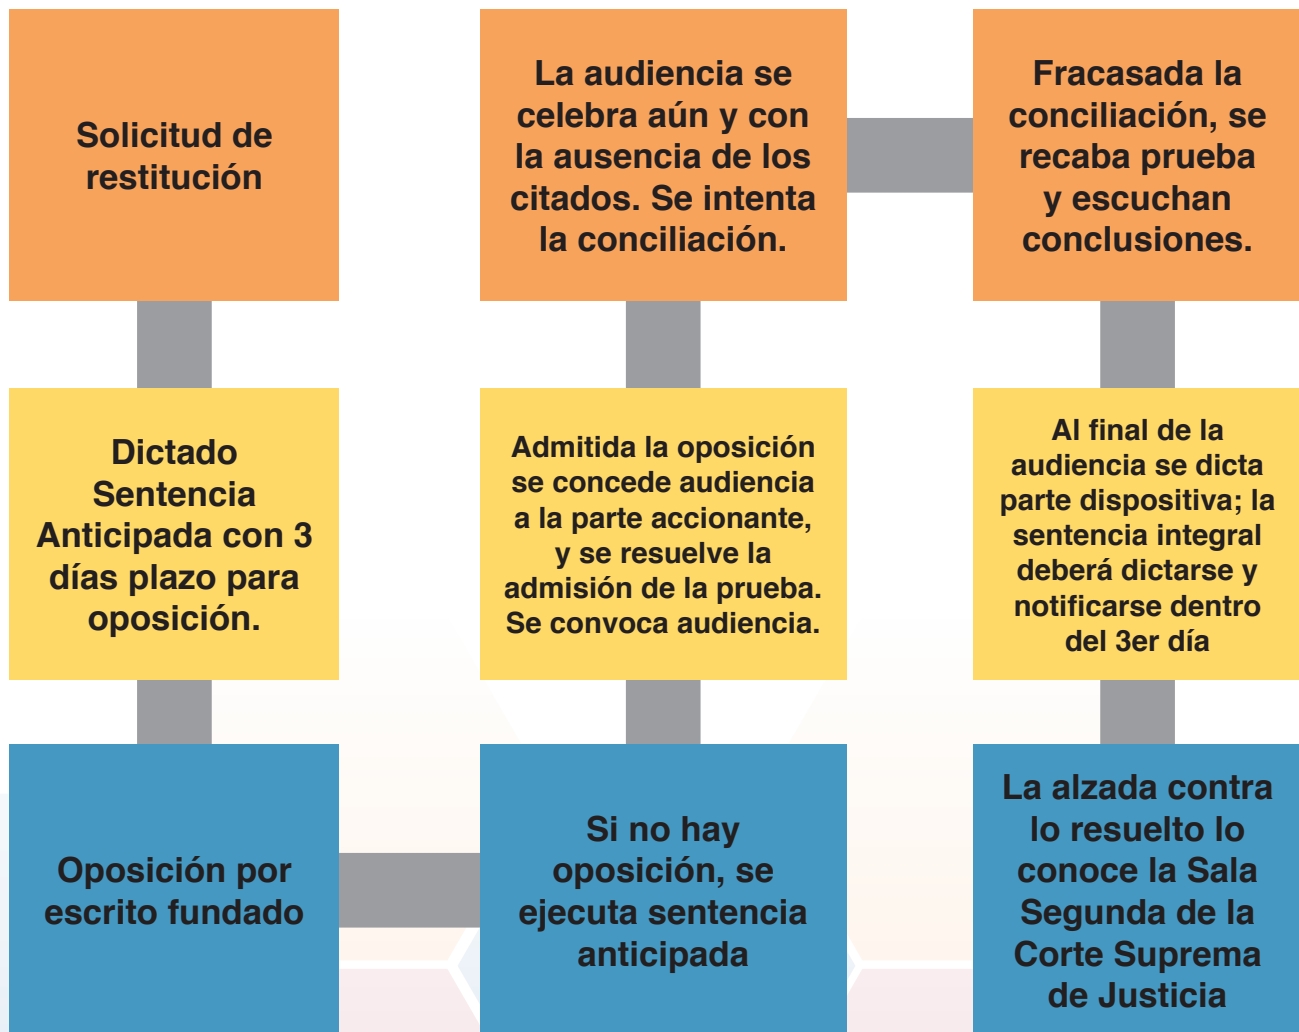 Solicitud de
restitución
Dictado
Sentencia
Anticipada con 3
días plazo para
oposición.
Oposición por
escrito fundado
Si no hay
oposición, se
ejecuta sentencia
anticipada
Admitida la oposición
se concede audiencia
a la parte accionante,
y se resuelve la
admisión de la prueba.
Se convoca audiencia.
La audiencia se
celebra aún y con
la ausencia de los
citados. Se intenta
la conciliación.
Fracasada la
conciliación, se
recaba prueba
y escuchan
conclusiones.
Al final de la
audiencia se dicta
parte dispositiva; la
sentencia integral
deberá dictarse y
notificarse dentro
del 3er día
La alzada contra
lo resuelto lo
conoce la Sala
Segunda de la
Corte Suprema
de Justicia